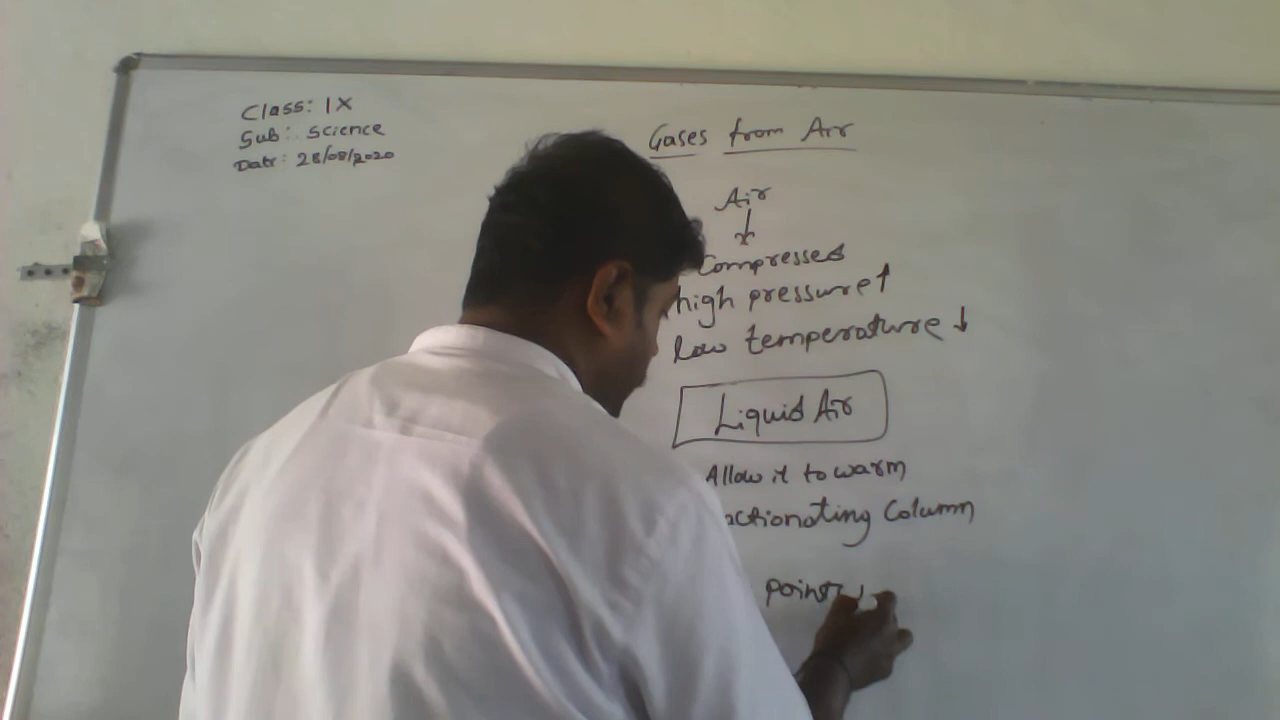 Class: IX
Sub: Science
Date: 28/08/2020
Gases from Air
Air
↓
Compressed
high pressure ↑
low temperature ↓
Liquid Air
Allow it to warm
actionating Column
point